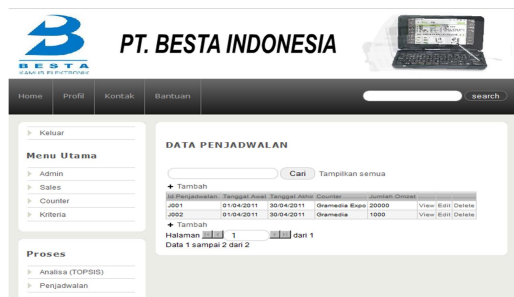 BESTA
KAMUS ELEKTRONIK
PT. BESTA INDONESIA
Home Profil Kontak Bantuan search
Keluar
Menu Utama
Admin
Sales
Counter
Kriteria
Proses
Analisa (TOPSIS)
Penjadwalan
DATA PENJADWALAN
Cari Tampilkan semua
+ Tambah
Id Penjadwalan Tanggal Awal Tanggal Akhir Counter Jumlah Omzet
J001 01/04/2011 30/04/2011 Gramedia Expo 20000 View Edit Delete
J002 01/04/2011 30/04/2011 Gramedia 1000 View Edit Delete
+ Tambah
Halaman 1 dari 1
Data 1 sampai 2 dari 2